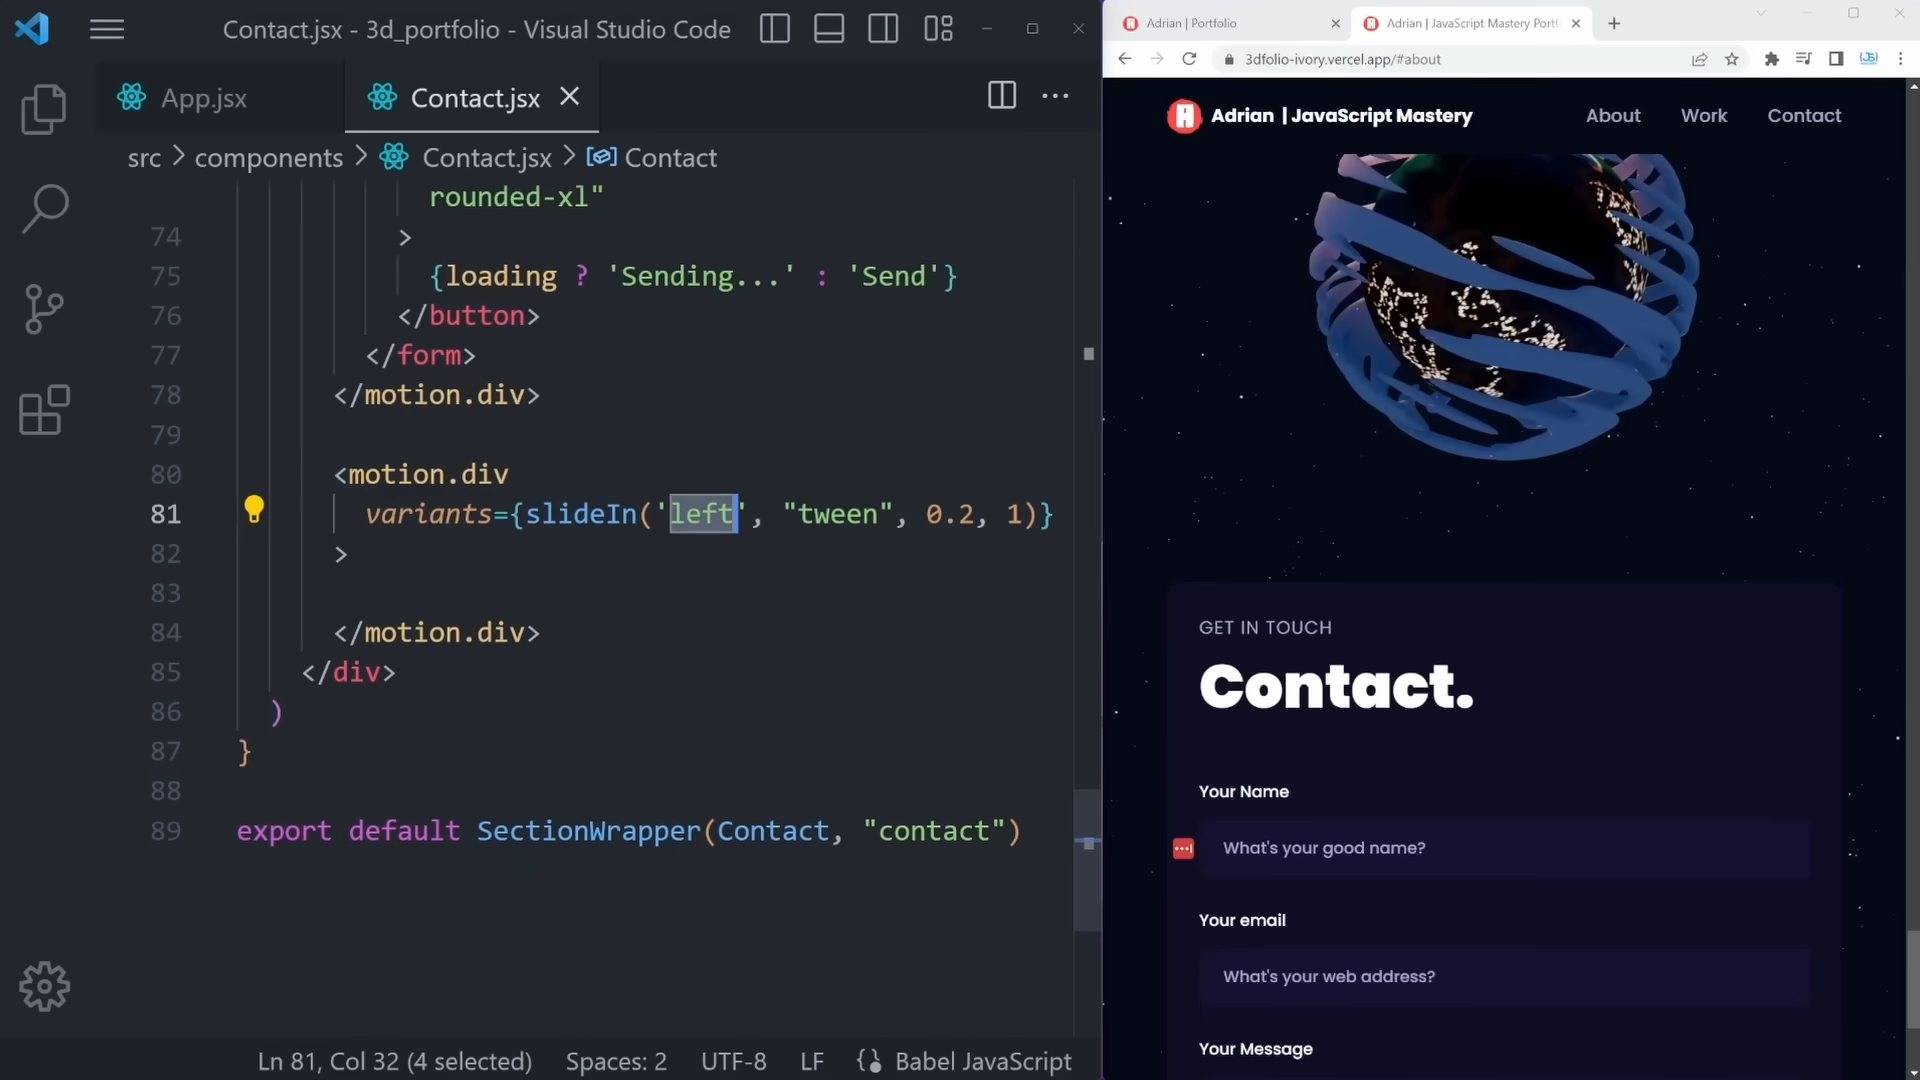 Contact.jsx - 3d_portfolio - Visual Studio Code
App.jsx
Contact.jsx
src > components > Contact.jsx > Contact
rounded-xl"
74 >
75 {loading ? 'Sending...' : 'Send'}
76 </button>
77 </form>
78 </motion.div>
79
80 <motion.div
81 variants={slideIn('left', "tween", 0.2, 1)}
82 >
83
84 </motion.div>
85 </div>
86 )
87 }
88
89 export default SectionWrapper(Contact, "contact")
Ln 81, Col 32 (4 selected) Spaces: 2 UTF-8 LF Babel JavaScript
Adrian | Portfolio
Adrian | JavaScript Mastery Portf
3dfolio-ivory.vercel.app/#about
Adrian | JavaScript Mastery
About Work Contact
GET IN TOUCH
Contact.
Your Name
What's your good name?
Your email
What's your web address?
Your Message